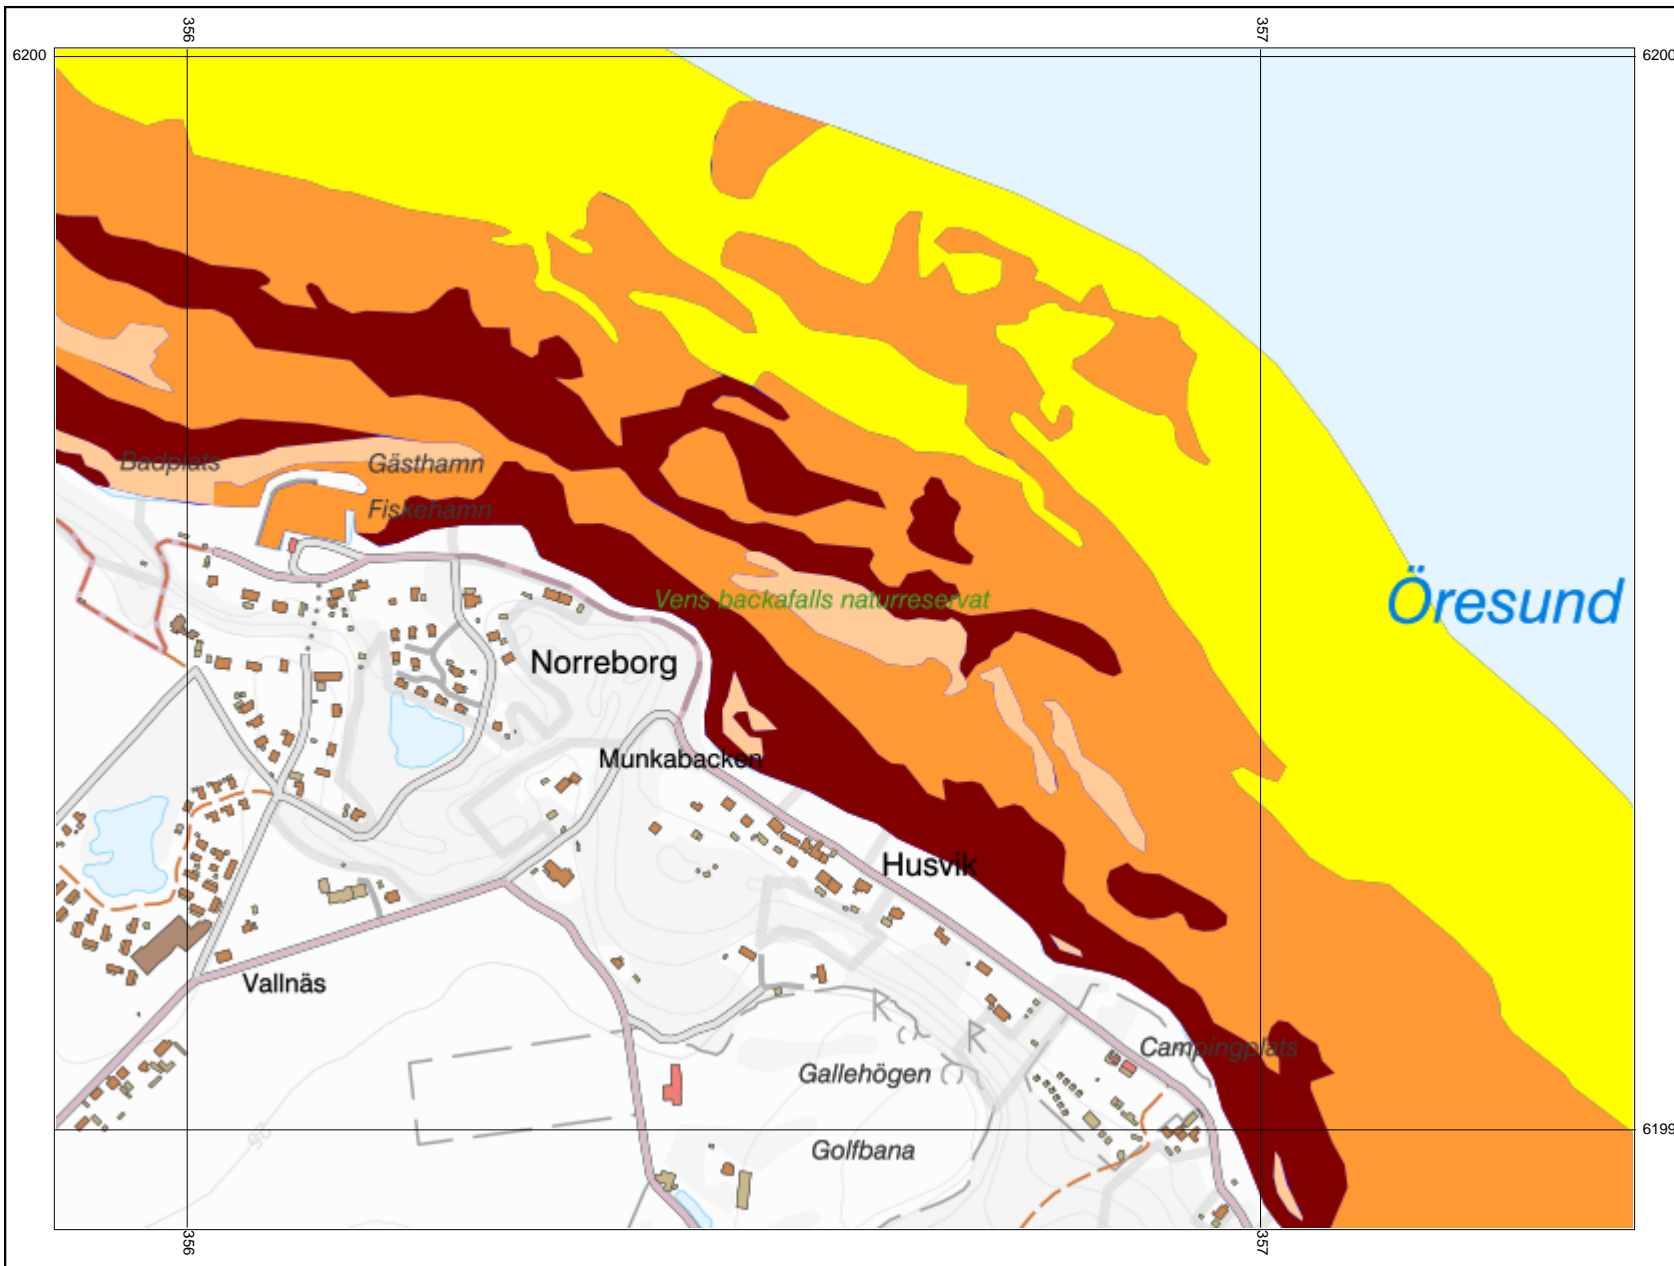 356
357
6200
6200
Badplats
Gästhamn
Fiskehamn
Vens backafalls naturreservat
Öresund
Norreborg
Munkabacken
Husvik
Vallnäs
R
R
Campingplats
Gallehögen
6199
Golfbana
356
357